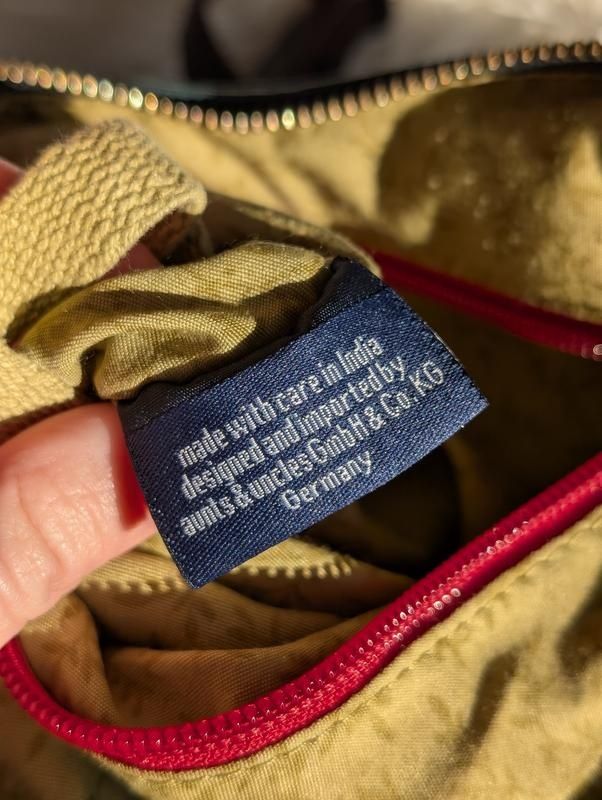 made with care in India
designed and imported by
aunts & uncles GmbH & Co. KG
Germany